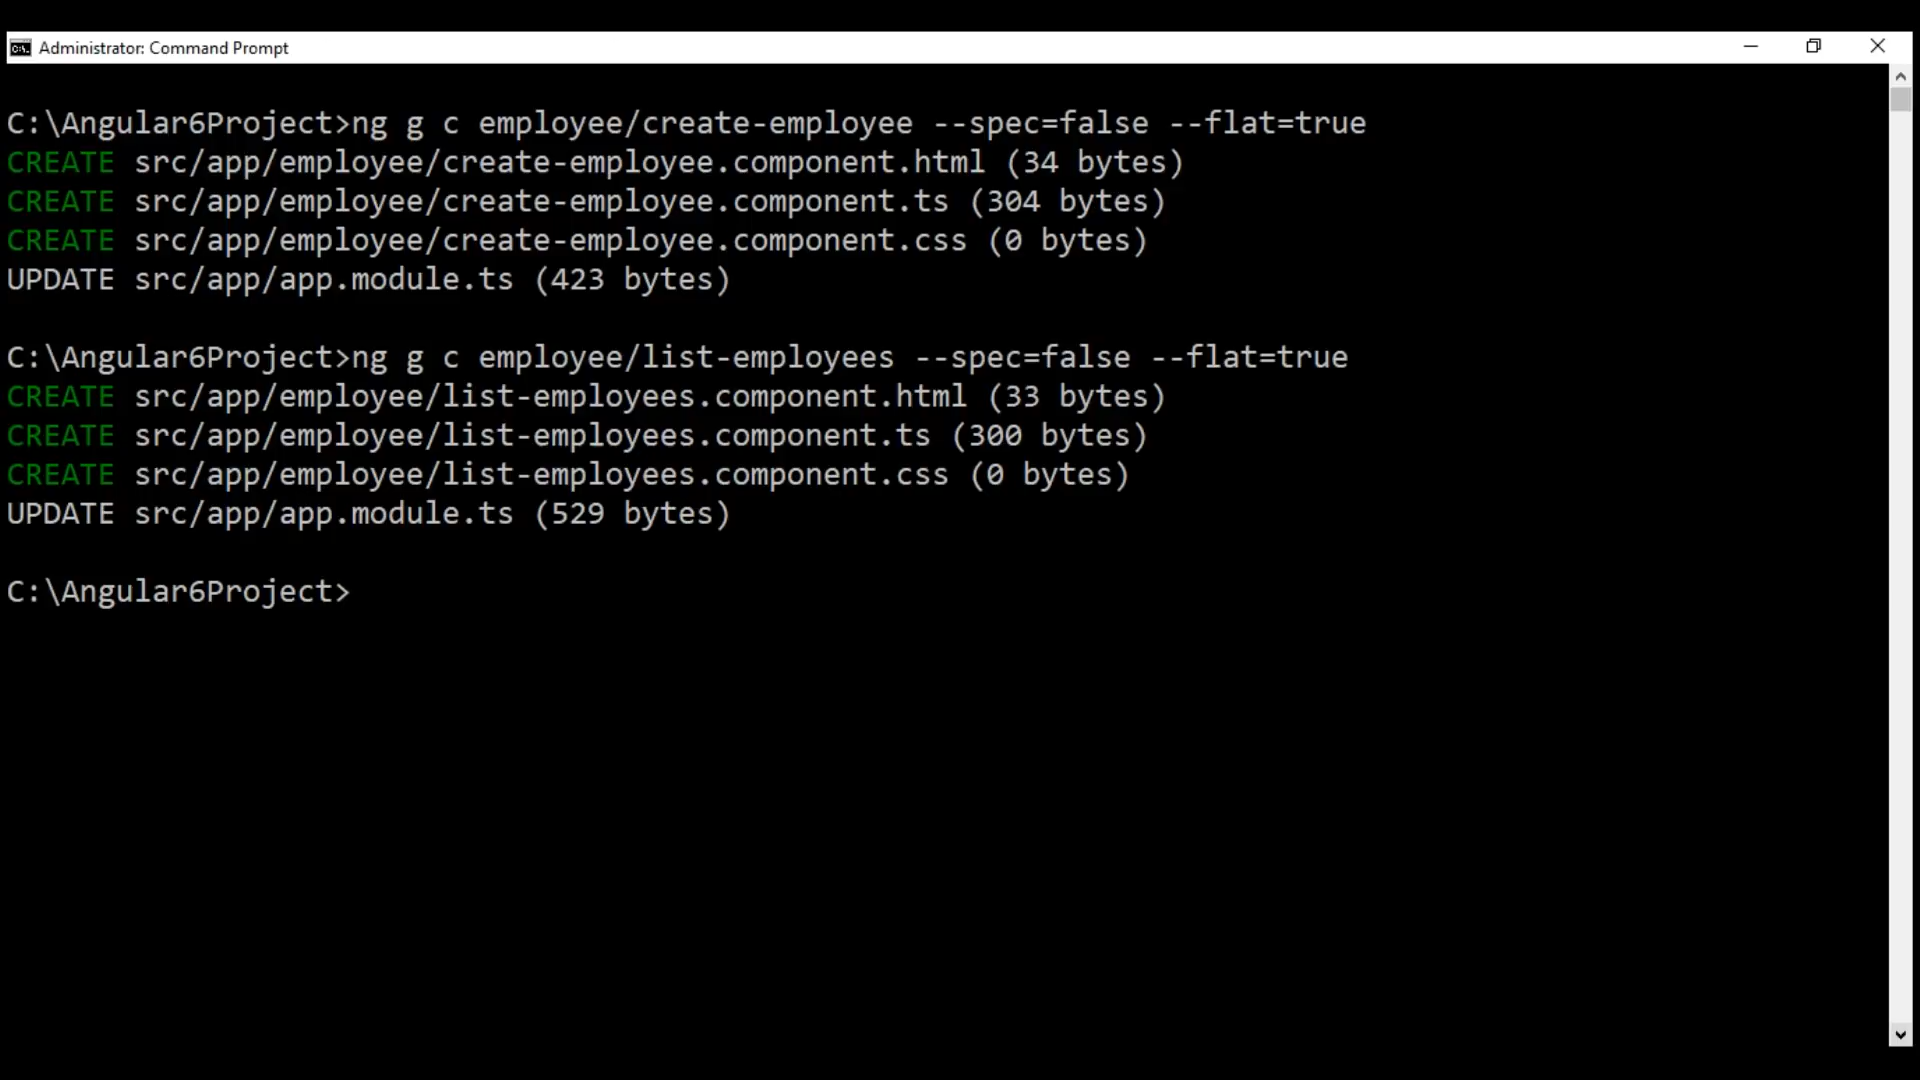 Administrator: Command Prompt
C:\Angular6Project>ng g c employee/create-employee --spec=false --flat=true
CREATE src/app/employee/create-employee.component.html (34 bytes)
CREATE src/app/employee/create-employee.component.ts (304 bytes)
CREATE src/app/employee/create-employee.component.css (0 bytes)
UPDATE src/app/app.module.ts (423 bytes)
C:\Angular6Project>ng g c employee/list-employees --spec=false --flat=true
CREATE src/app/employee/list-employees.component.html (33 bytes)
CREATE src/app/employee/list-employees.component.ts (300 bytes)
CREATE src/app/employee/list-employees.component.css (0 bytes)
UPDATE src/app/app.module.ts (529 bytes)
C:\Angular6Project>